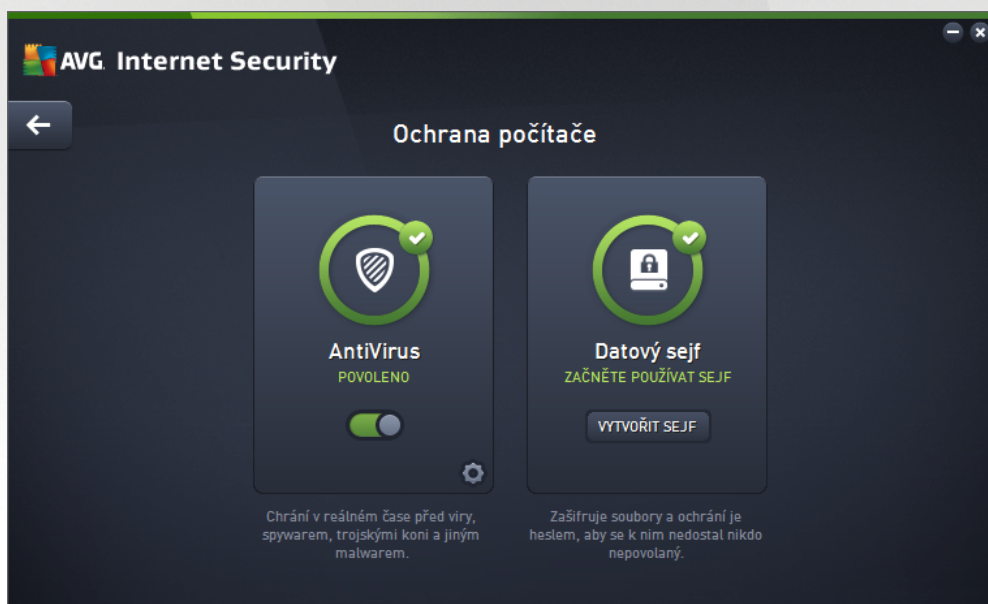 AVG. Internet Security
Ochrana počítače
AntiVirus
POVOLENO
Chrání v reálném čase před viry,
spywarem, trojskými koni a jiným
malwarem.
Datový sejf
ZAČNĚTE POUŽÍVAT SEJF
VYTVOŘIT SEJF
Zašifruje soubory a ochrání je
heslem, aby se k nim nedostal nikdo
nepovolaný.